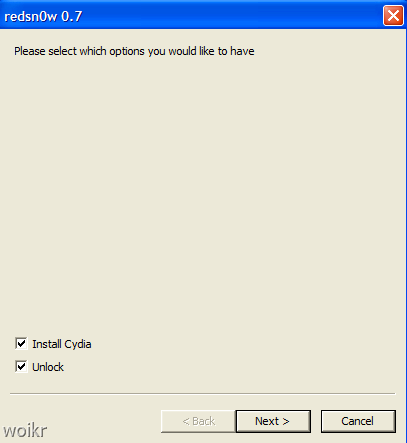 redsn0w 0.7
Please select which options you would like to have
Install Cydia
Unlock
< Back
Next >
Cancel
woikr